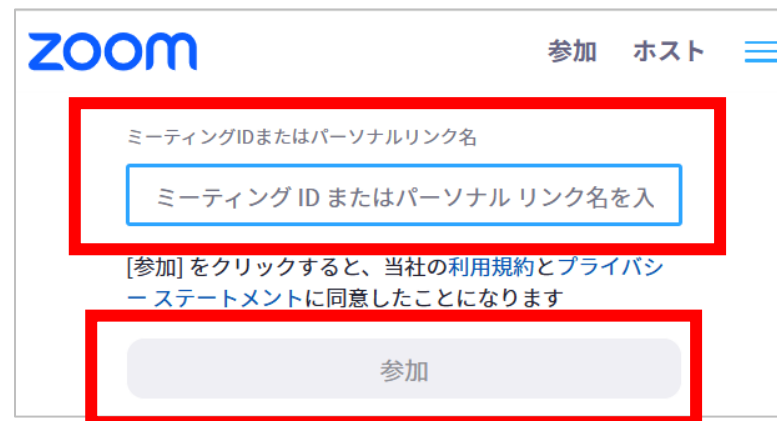 zoom 参加 ホスト
ミーティングIDまたはパーソナルリンク名
ミーティング ID またはパーソナル リンク名を入
[参加] をクリックすると、当社の利用規約とプライバシ
ー ステートメントに同意したことになります
参加